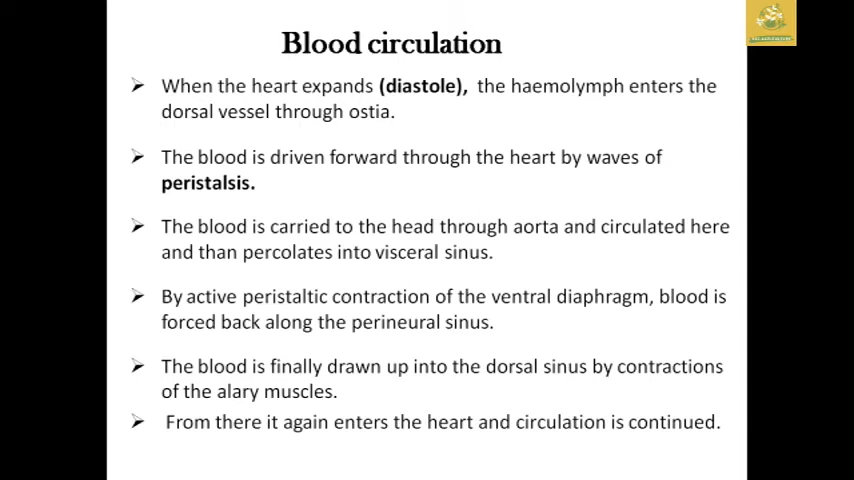 Blood circulation
➢ When the heart expands (diastole), the haemolymph enters the
dorsal vessel through ostia.
➢ The blood is driven forward through the heart by waves of
peristalsis.
➢ The blood is carried to the head through aorta and circulated here
and than percolates into visceral sinus.
➢ By active peristaltic contraction of the ventral diaphragm, blood is
forced back along the perineural sinus.
➢ The blood is finally drawn up into the dorsal sinus by contractions
of the alary muscles.
➢ From there it again enters the heart and circulation is continued.